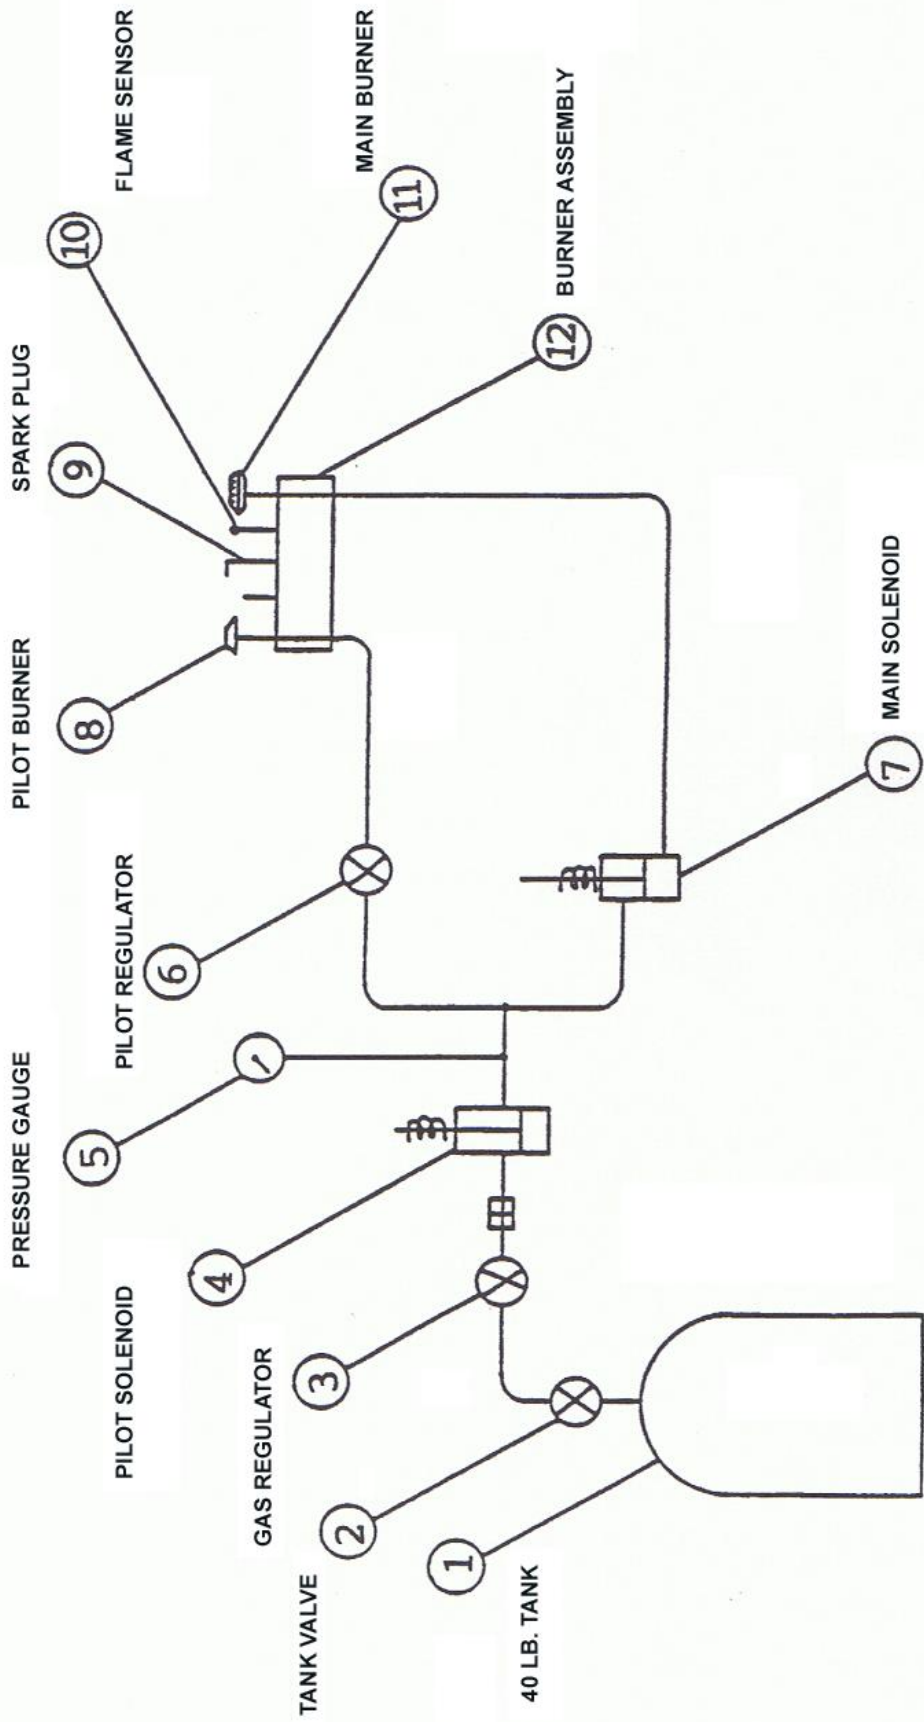 1
40 LB. TANK
2
TANK VALVE
3
GAS REGULATOR
4
PILOT SOLENOID
5
PRESSURE GAUGE
6
PILOT REGULATOR
7
MAIN SOLENOID
8
PILOT BURNER
9
SPARK PLUG
10
FLAME SENSOR
11
MAIN BURNER
12
BURNER ASSEMBLY